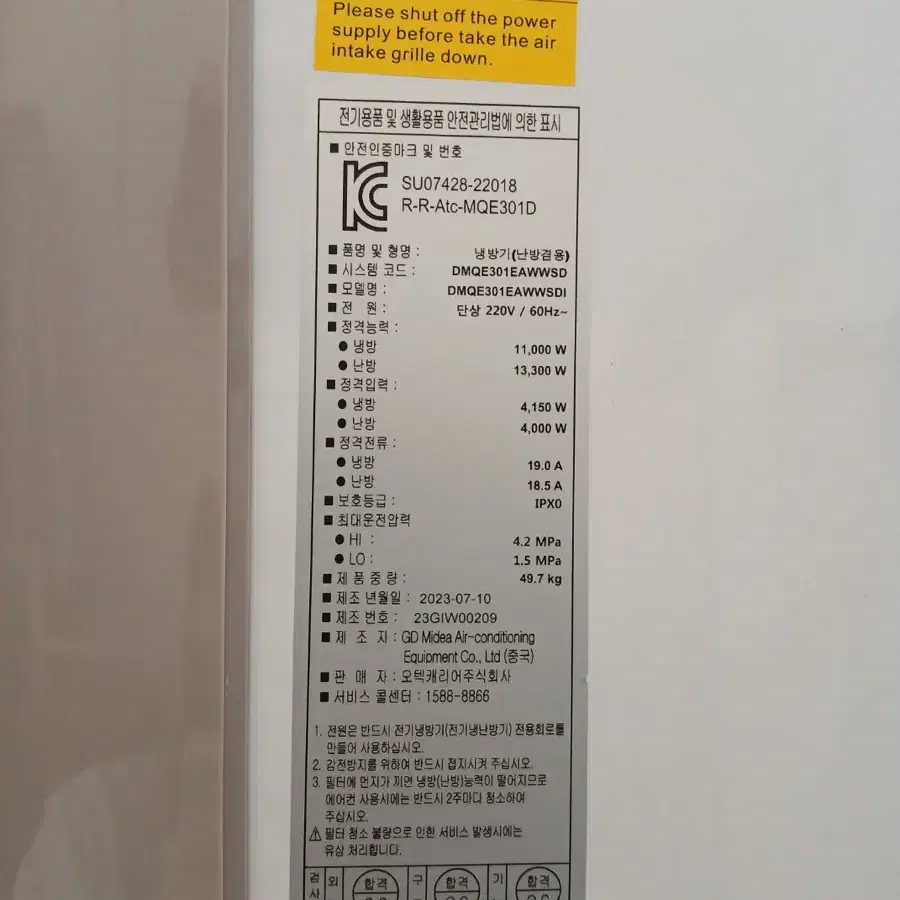 Please shut off the power
supply before take the air
intake grille down.
전기용품 및 생활용품 안전관리법에 의한 표시
■ 안전인증마크 및 번호
SU07428-22018
R-R-Atc-MQE301D
■ 품명 및 형명 : 냉방기(난방겸용)
■ 시스템 코드 : DMQE301EAWWSD
■ 모델명 : DMQE301EAWWSDI
■ 전 원 : 단상 220V / 60Hz~
■ 정격능력 :
● 냉방 11,000 W
● 난방 13,300 W
■ 정격입력 :
● 냉방 4,150 W
● 난방 4,000 W
■ 정격전류 :
● 냉방 19.0 A
● 난방 18.5 A
■ 보호등급 : IPX0
■ 최대운전압력
● HI : 4.2 MPa
● LO : 1.5 MPa
■ 제 품 중 량 : 49.7 kg
■ 제조 년월일 : 2023-07-10
■ 제조 번호 : 23GIW00209
■ 제 조 자 : GD Midea Air-conditioning
Equipment Co., Ltd (중국)
■ 판 매 자 : 오텍캐리어주식회사
■ 서비스 콜센터 : 1588-8866
1. 전원은 반드시 전기냉방기(전기냉난방기) 전용회로를
만들어 사용하십시오.
2. 감전방지를 위하여 반드시 접지시켜 주십시오.
3. 필터에 먼지가 끼면 냉방(난방)능력이 떨어지므로
에어컨 사용시에는 반드시 2주마다 청소하여
주십시오.
⚠ 필터 청소 불량으로 인한 서비스 발생시에는
유상 처리합니다.
검 외 합격 구 합격 기 합격
사